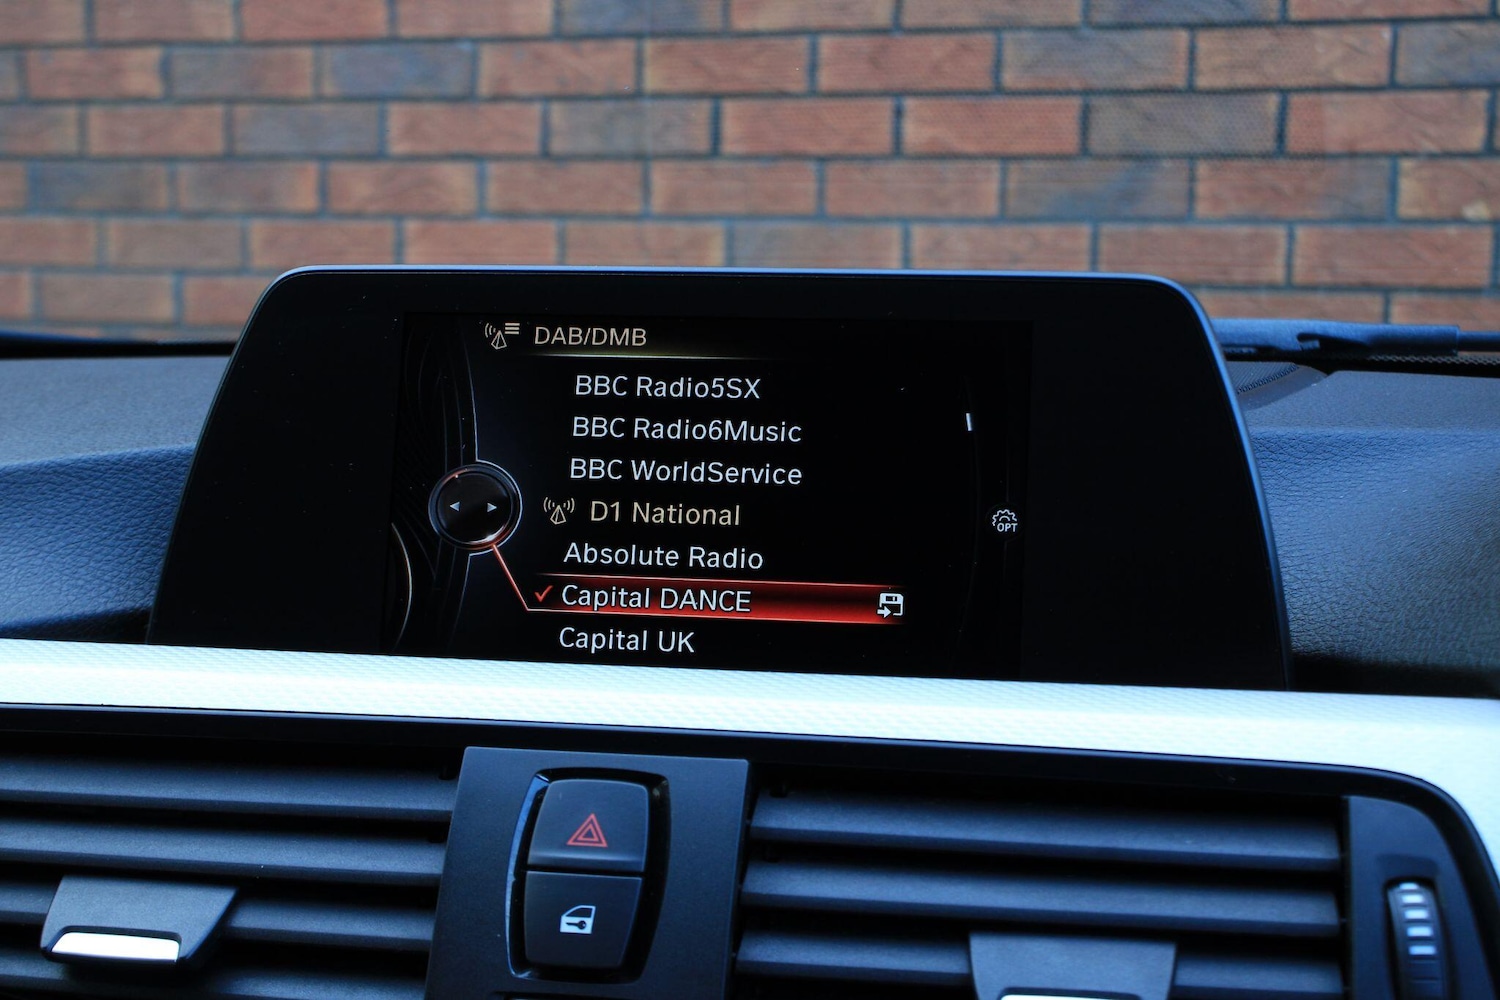 DAB/DMB
BBC Radio5SX
BBC Radio6Music
BBC WorldService
D1 National
Absolute Radio
Capital DANCE
Capital UK
OPT